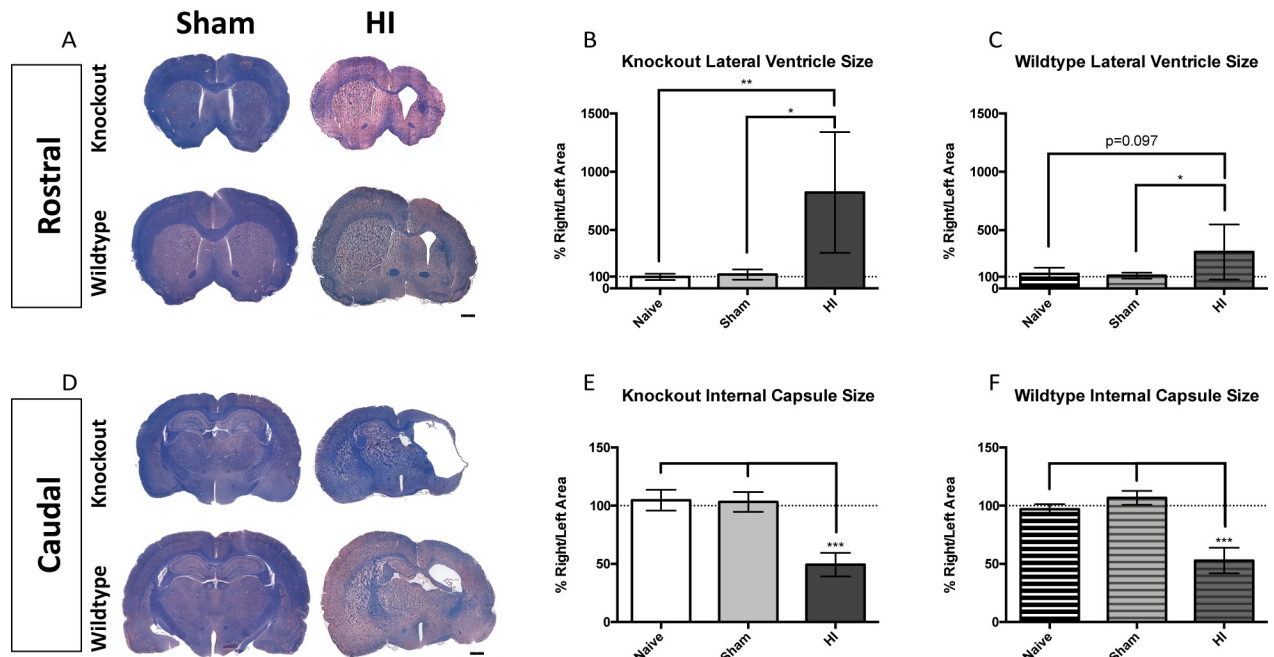 Sham
HI
A
Rostral
Knockout
Wildtype
B
Knockout Lateral Ventricle Size
% Right/Left Area
1500
1000
500
100
0
**
*
Naive
Sham
HI
C
Wildtype Lateral Ventricle Size
% Right/Left Area
1500
1000
500
100
0
p=0.097
*
Naive
Sham
HI
D
Caudal
Knockout
Wildtype
E
Knockout Internal Capsule Size
% Right/Left Area
150
100
50
0
***
Naive
Sham
HI
F
Wildtype Internal Capsule Size
% Right/Left Area
150
100
50
0
***
Naive
Sham
HI